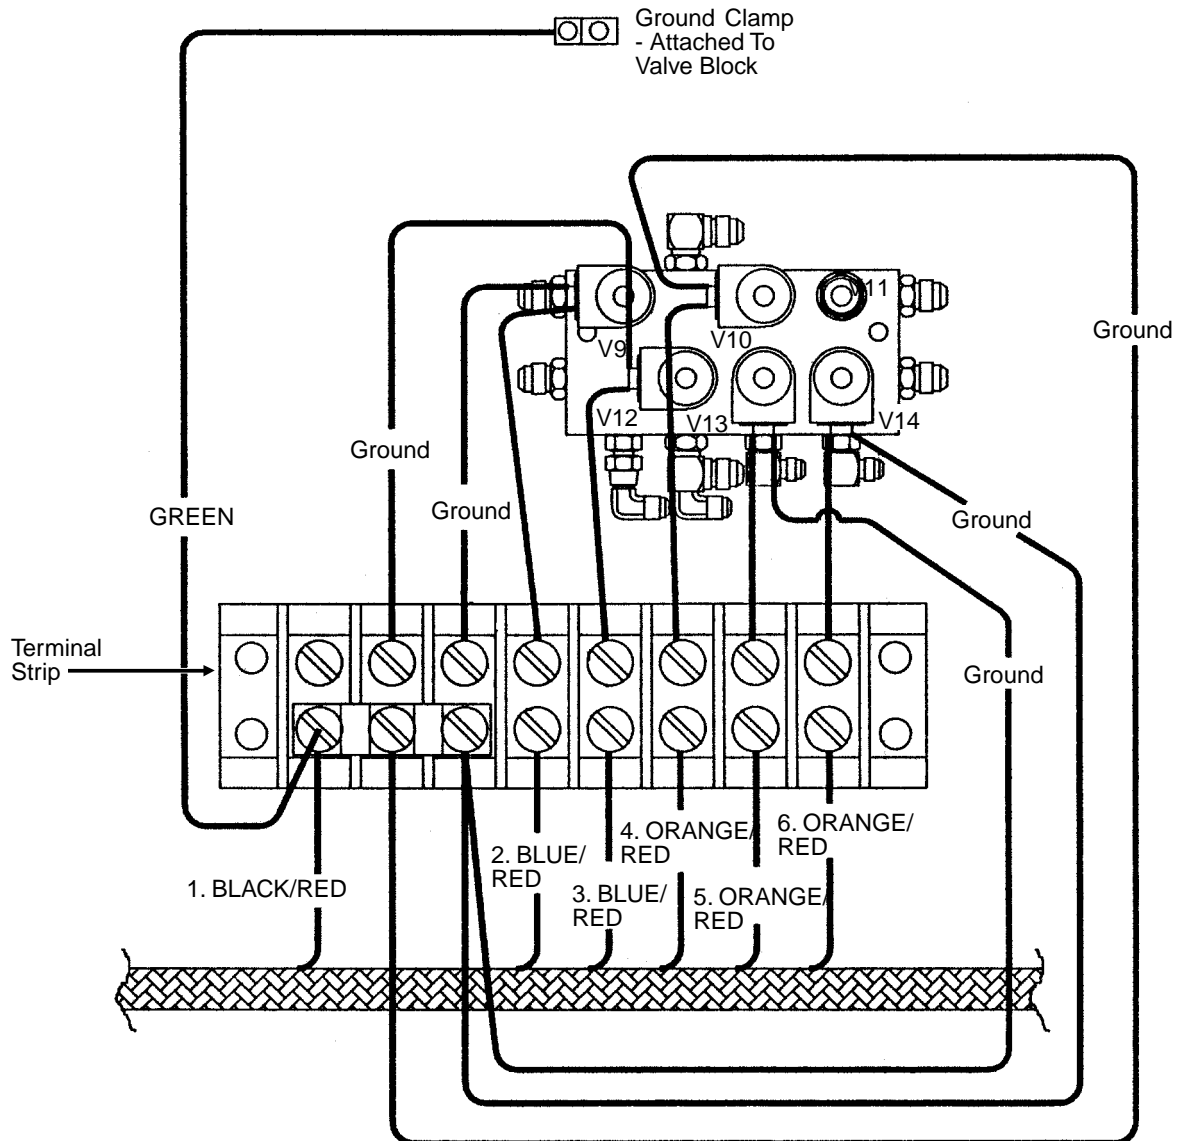 Ground Clamp
- Attached To
Valve Block
V11
Ground
V9
V10
V12
V13
V14
Ground
GREEN
Ground
Ground
Terminal
Strip
Ground
1. BLACK/RED
2. BLUE/
RED
3. BLUE/
RED
4. ORANGE/
RED
5. ORANGE/
RED
6. ORANGE/
RED